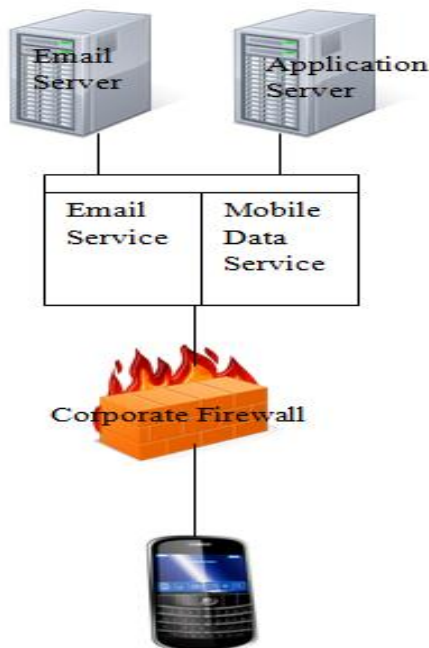 Email
Server
Application
Server
Email
Service
Mobile
Data
Service
Corporate Firewall